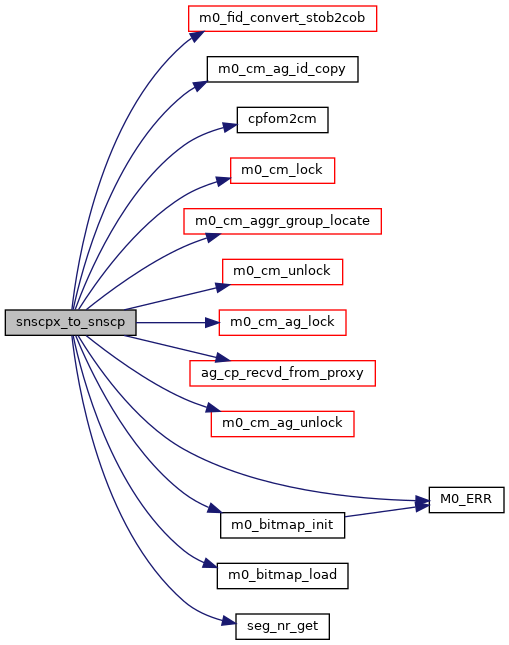 m0_fid_convert_stob2cob
m0_cm_ag_id_copy
cpfom2cm
m0_cm_lock
m0_cm_aggr_group_locate
m0_cm_unlock
snscpx_to_snscp
m0_cm_ag_lock
ag_cp_recvd_from_proxy
m0_cm_ag_unlock
M0_ERR
m0_bitmap_init
m0_bitmap_load
seg_nr_get